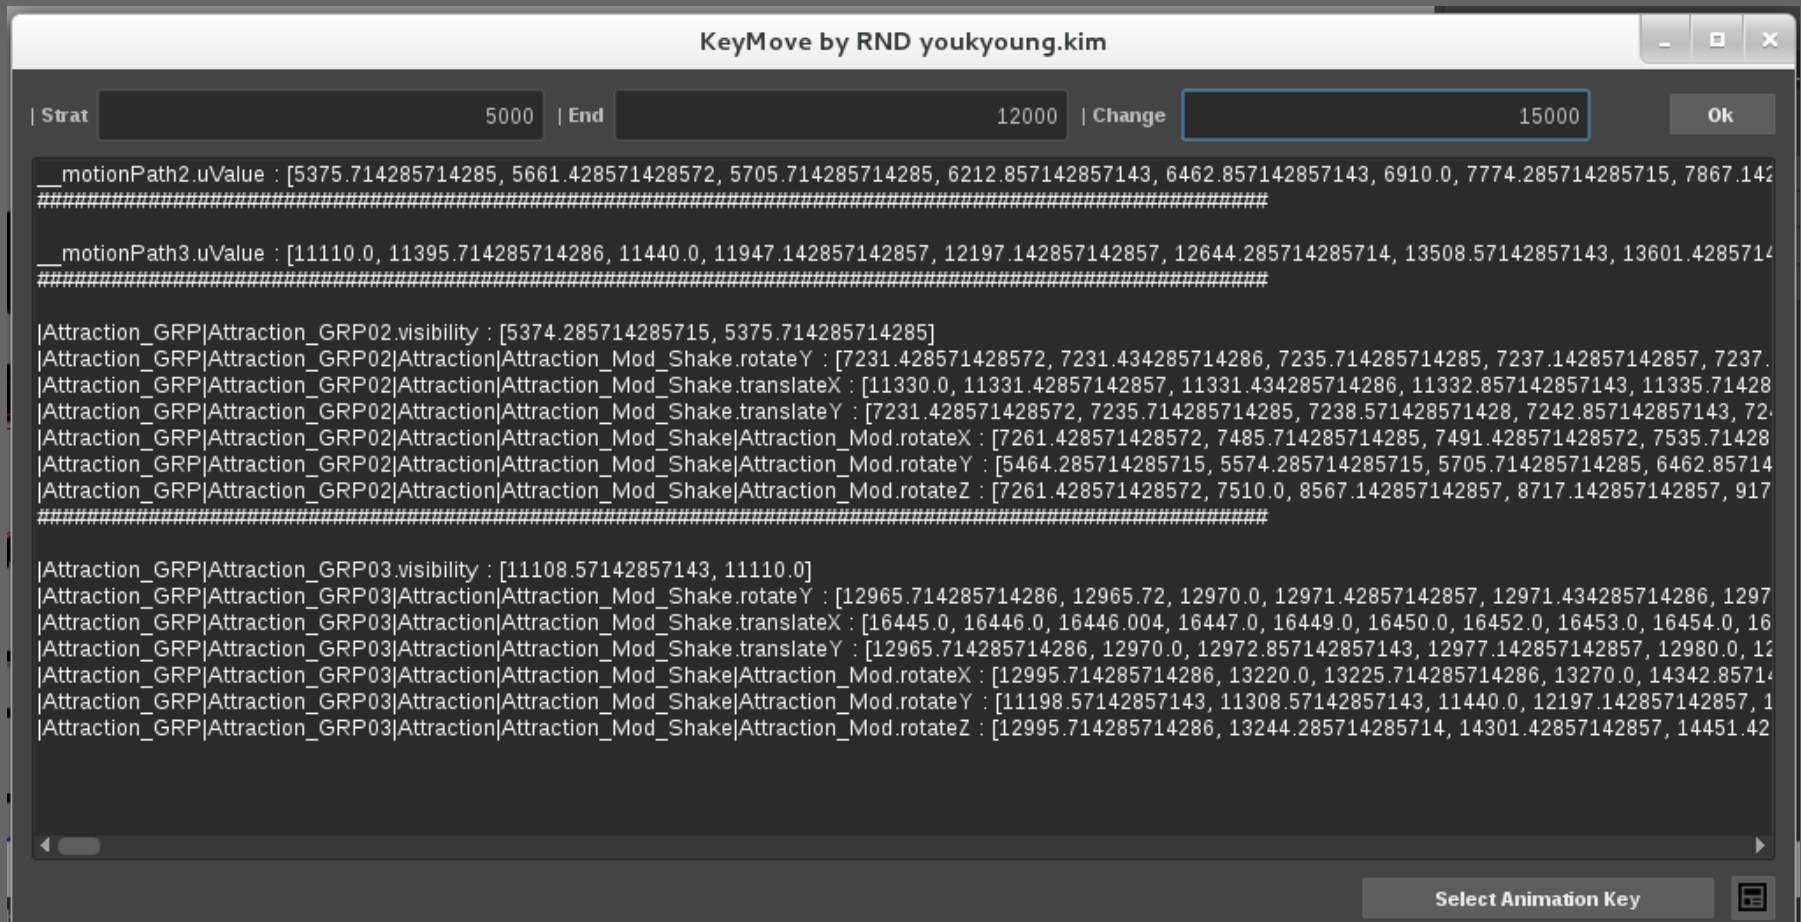 KeyMove by RND youkyoung.kim
| Strat 5000 | End 12000 | Change 15000 Ok
__motionPath2.uValue : [5375.714285714285, 5661.428571428572, 5705.714285714285, 6212.857142857143, 6462.857142857143, 6910.0, 7774.285714285715, 7867.142
####################################################################################################
__motionPath3.uValue : [11110.0, 11395.714285714286, 11440.0, 11947.142857142857, 12197.142857142857, 12644.285714285714, 13508.57142857143, 13601.4285714
####################################################################################################
|Attraction_GRP|Attraction_GRP02.visibility : [5374.285714285715, 5375.714285714285]
|Attraction_GRP|Attraction_GRP02|Attraction|Attraction_Mod_Shake.rotateY : [7231.428571428572, 7231.434285714286, 7235.714285714285, 7237.142857142857, 7237.
|Attraction_GRP|Attraction_GRP02|Attraction|Attraction_Mod_Shake.translateX : [11330.0, 11331.42857142857, 11331.434285714286, 11332.857142857143, 11335.71428
|Attraction_GRP|Attraction_GRP02|Attraction|Attraction_Mod_Shake.translateY : [7231.428571428572, 7235.714285714285, 7238.571428571428, 7242.857142857143, 724
|Attraction_GRP|Attraction_GRP02|Attraction|Attraction_Mod_Shake|Attraction_Mod.rotateX : [7261.428571428572, 7485.714285714285, 7491.428571428572, 7535.71428
|Attraction_GRP|Attraction_GRP02|Attraction|Attraction_Mod_Shake|Attraction_Mod.rotateY : [5464.285714285715, 5574.285714285715, 5705.714285714285, 6462.85714
|Attraction_GRP|Attraction_GRP02|Attraction|Attraction_Mod_Shake|Attraction_Mod.rotateZ : [7261.428571428572, 7510.0, 8567.142857142857, 8717.142857142857, 917
####################################################################################################
|Attraction_GRP|Attraction_GRP03.visibility : [11108.57142857143, 11110.0]
|Attraction_GRP|Attraction_GRP03|Attraction|Attraction_Mod_Shake.rotateY : [12965.714285714286, 12965.72, 12970.0, 12971.42857142857, 12971.434285714286, 1297
|Attraction_GRP|Attraction_GRP03|Attraction|Attraction_Mod_Shake.translateX : [16445.0, 16446.0, 16446.004, 16447.0, 16449.0, 16450.0, 16452.0, 16453.0, 16454.0, 16
|Attraction_GRP|Attraction_GRP03|Attraction|Attraction_Mod_Shake.translateY : [12965.714285714286, 12970.0, 12972.857142857143, 12977.142857142857, 12980.0, 12
|Attraction_GRP|Attraction_GRP03|Attraction|Attraction_Mod_Shake|Attraction_Mod.rotateX : [12995.714285714286, 13220.0, 13225.714285714286, 13270.0, 14342.85714
|Attraction_GRP|Attraction_GRP03|Attraction|Attraction_Mod_Shake|Attraction_Mod.rotateY : [11198.57142857143, 11308.57142857143, 11440.0, 12197.142857142857, 1
|Attraction_GRP|Attraction_GRP03|Attraction|Attraction_Mod_Shake|Attraction_Mod.rotateZ : [12995.714285714286, 13244.285714285714, 14301.42857142857, 14451.42
Select Animation Key